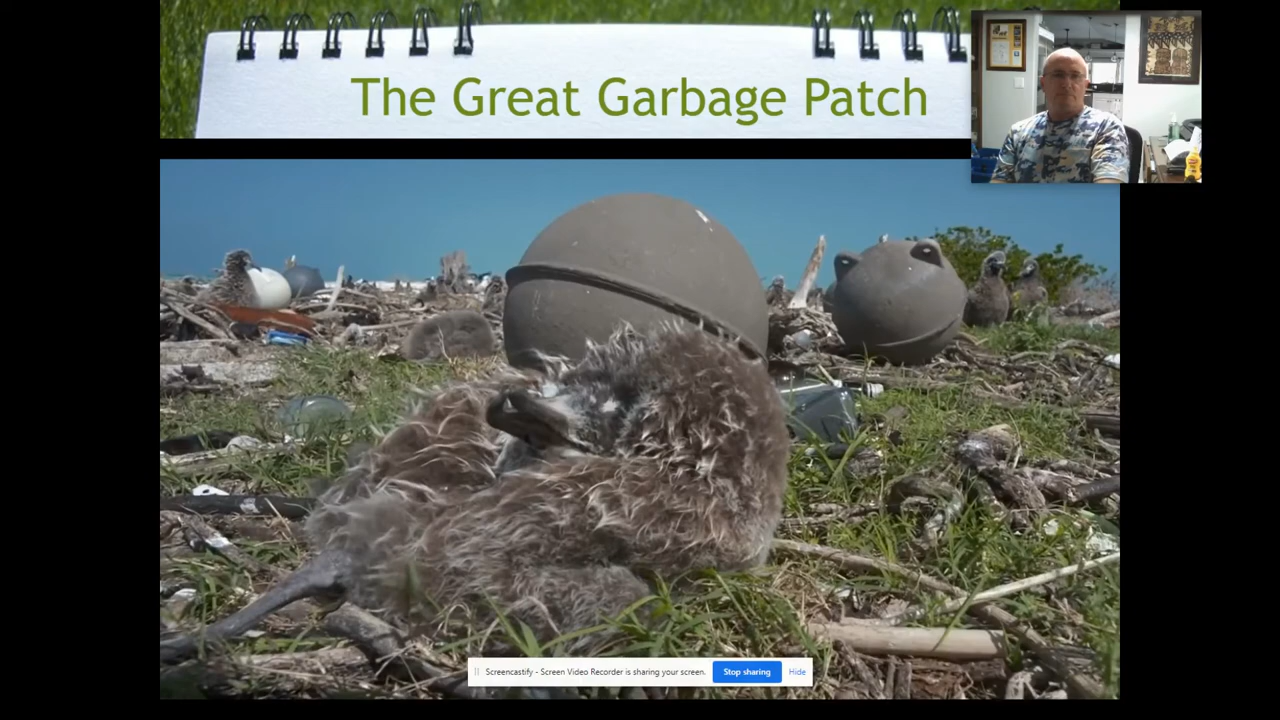 The Great Garbage Patch
Screencastify - Screen Video Recorder is sharing your screen.
Stop sharing
Hide